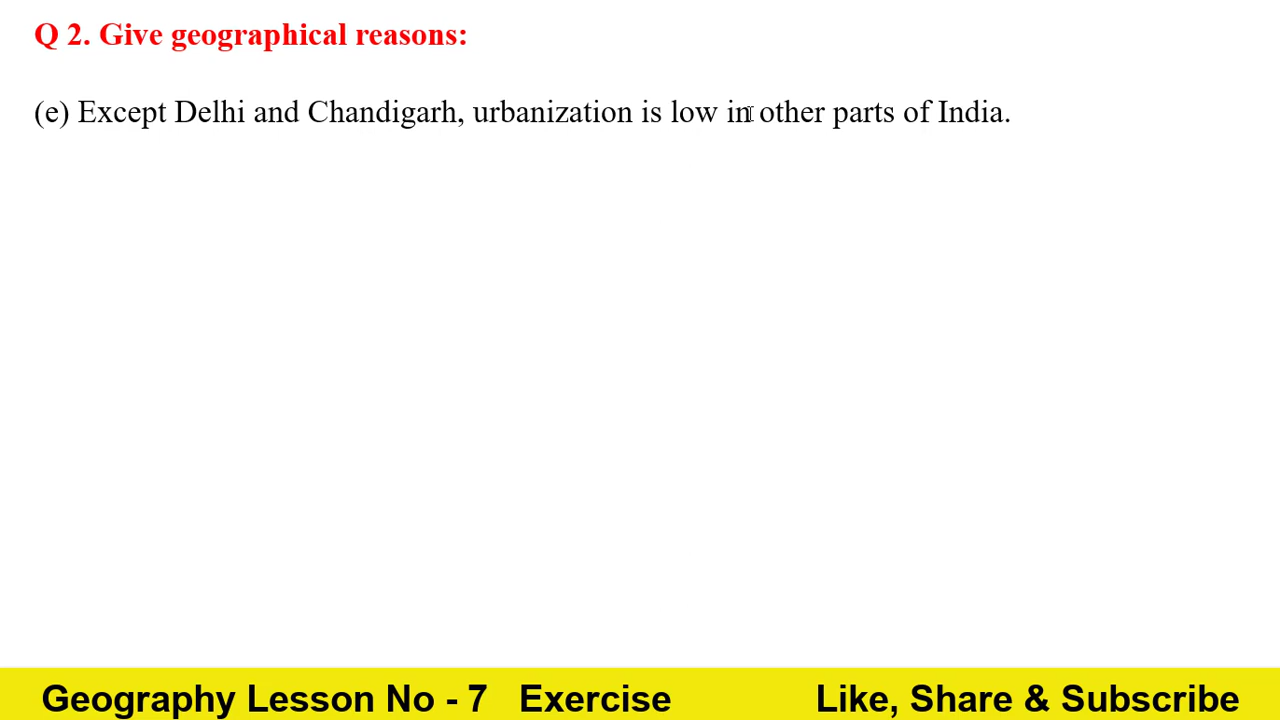 Q 2. Give geographical reasons:
(e) Except Delhi and Chandigarh, urbanization is low in other parts of India.
Geography Lesson No - 7 Exercise Like, Share & Subscribe